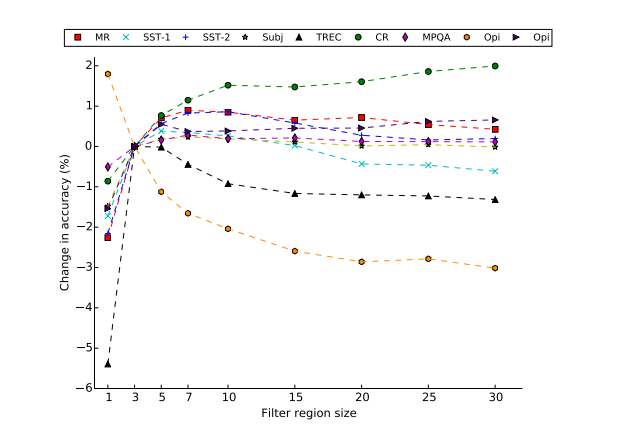 MR SST-1 SST-2 Subj TREC CR MPQA Opi Opi
2
1
0
−1
−2
−3
−4
−5
−6
Change in accuracy (%)
1 3 5 7 10 15 20 25 30
Filter region size